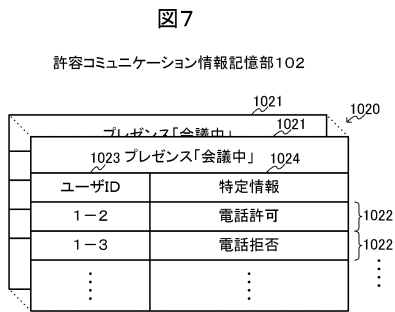 図7
許容コミュニケーション情報記憶部102
1021
1020
プレゼンス「会議中」
1021
1023 プレゼンス「会議中」 1024
ユーザID 特定情報
1-2 電話許可 1022
1-3 電話拒否 1022